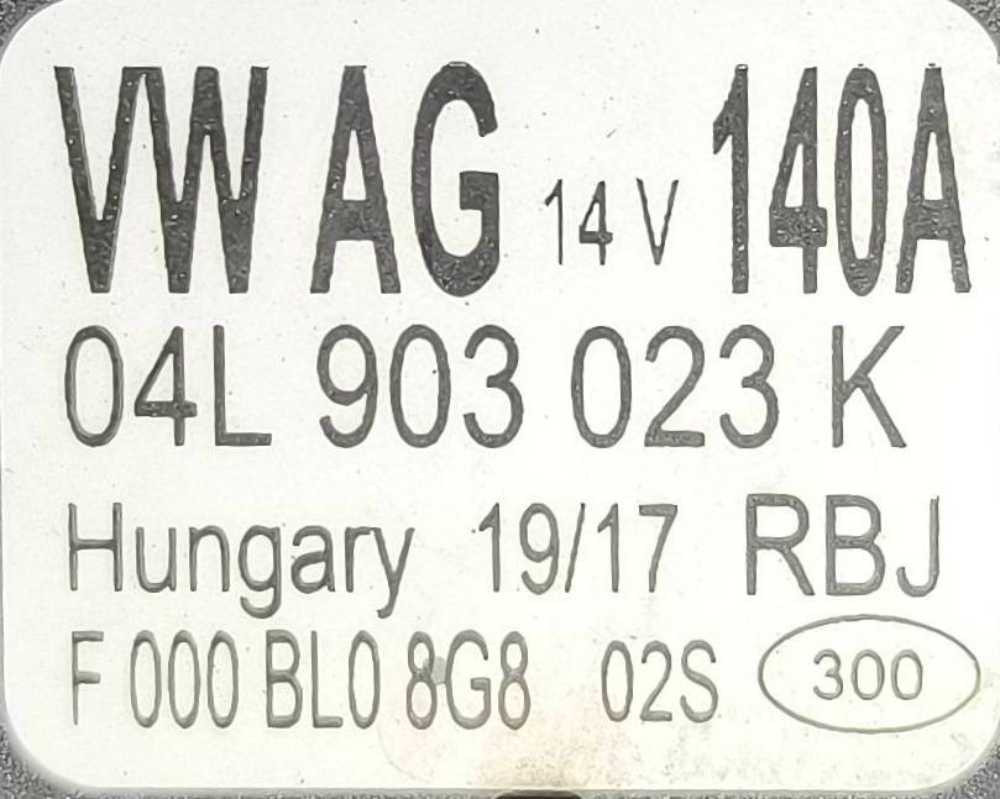 VW AG 14 V 140A
04L 903 023 K
Hungary 19/17 RBJ
F 000 BL0 8G8 02S 300